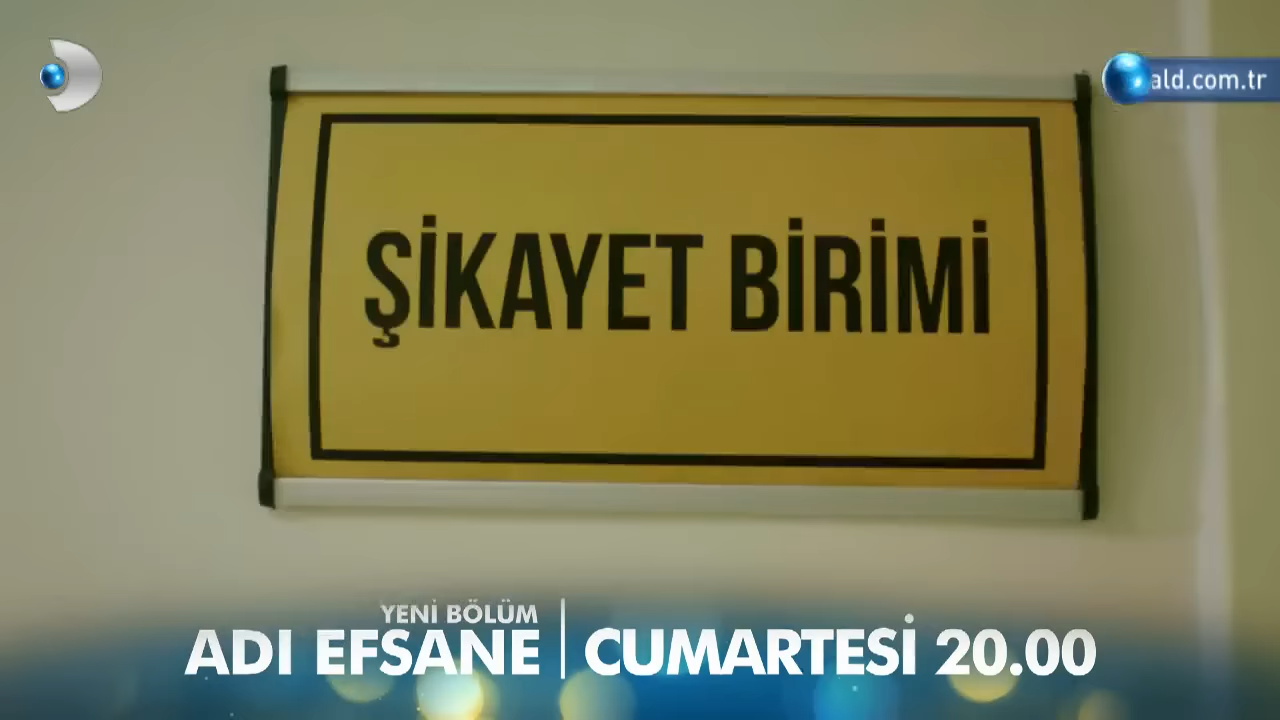 ald.com.tr
ŞİKAYET BİRİMİ
YENİ BÖLÜM
ADI EFSANE
CUMARTESİ 20.00